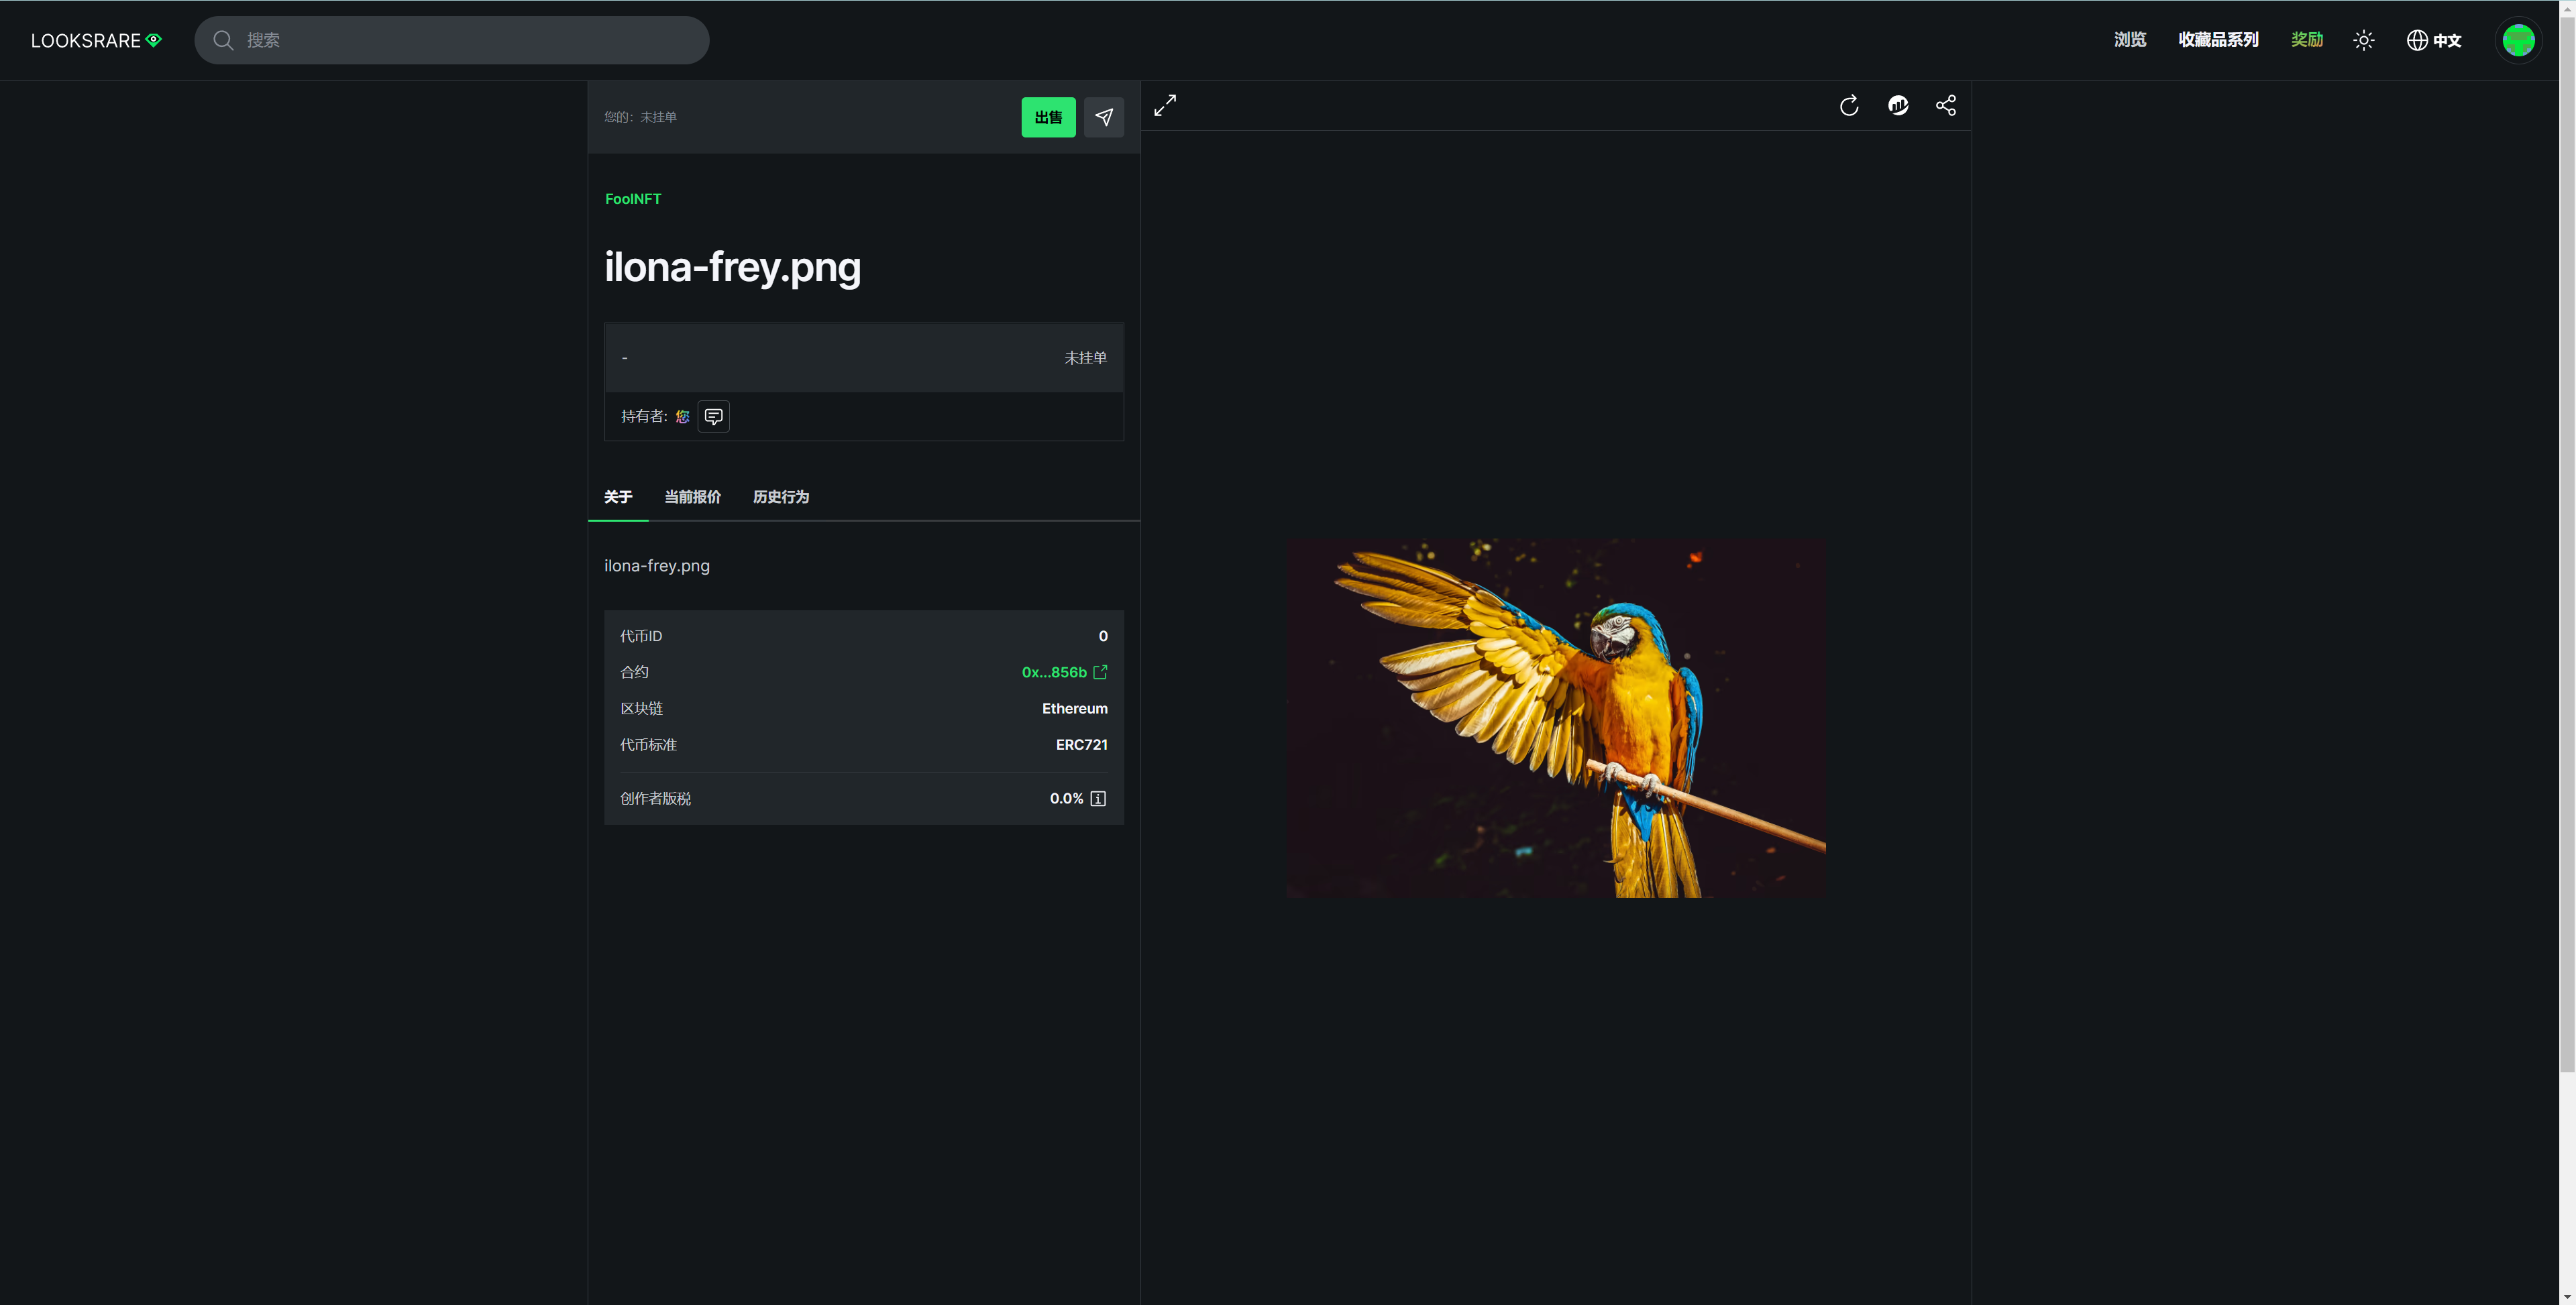 LOOKSRARE
搜索
浏览
收藏品系列
奖励
中文
您的: 未挂单
出售
FoolNFT
ilona-frey.png
-
未挂单
持有者: 您
关于
当前报价
历史行为
ilona-frey.png
代币ID 0
合约 0x...856b
区块链 Ethereum
代币标准 ERC721
创作者版税 0.0%